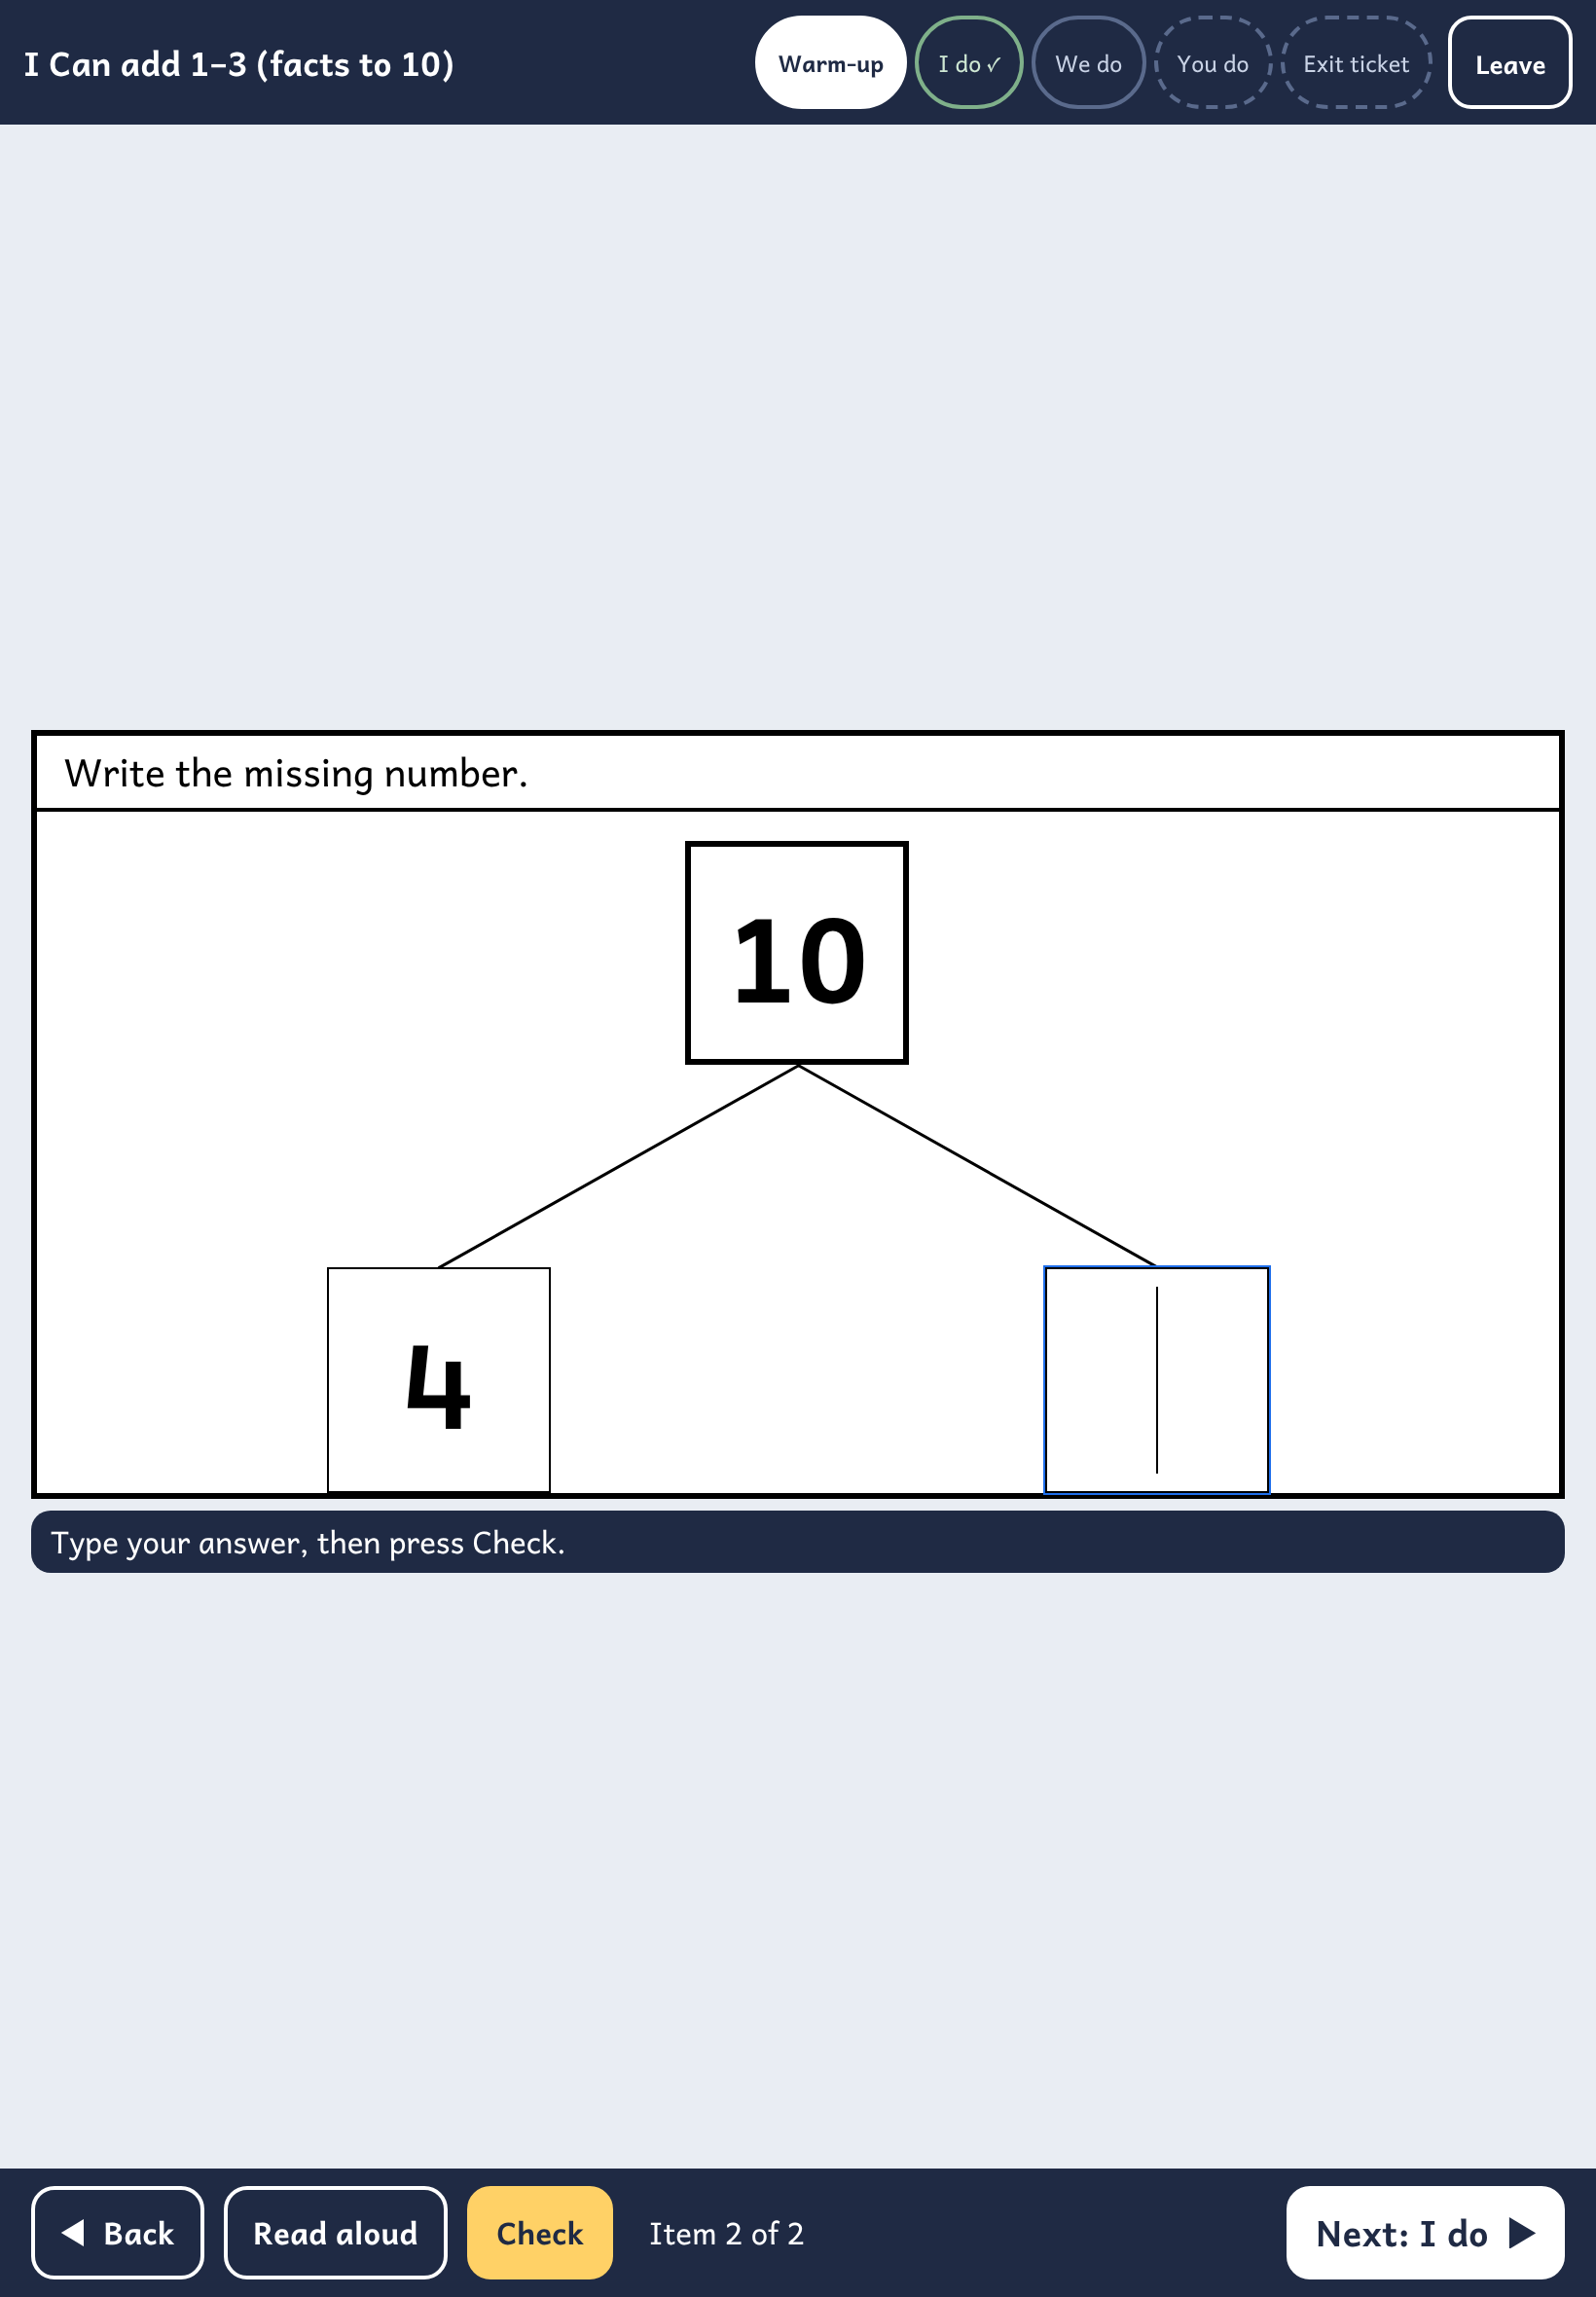 I Can add 1–3 (facts to 10)
Warm-up
I do ✓
We do
You do
Exit ticket
Leave
Write the missing number.
10
4
Type your answer, then press Check.
◀ Back
Read aloud
Check
Item 2 of 2
Next: I do ▶